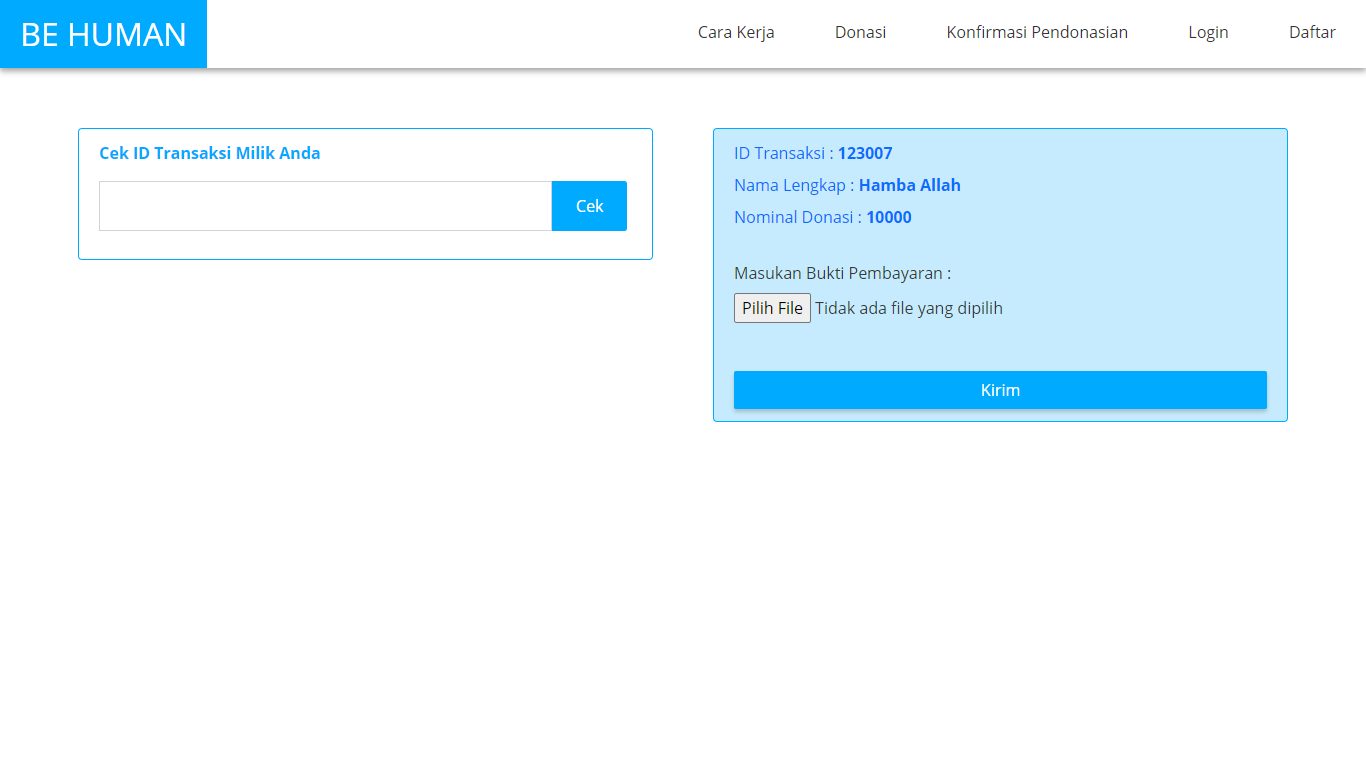 BE HUMAN
Cara Kerja Donasi Konfirmasi Pendonasian Login Daftar
Cek ID Transaksi Milik Anda
Cek
ID Transaksi : 123007
Nama Lengkap : Hamba Allah
Nominal Donasi : 10000
Masukan Bukti Pembayaran :
Pilih File Tidak ada file yang dipilih
Kirim